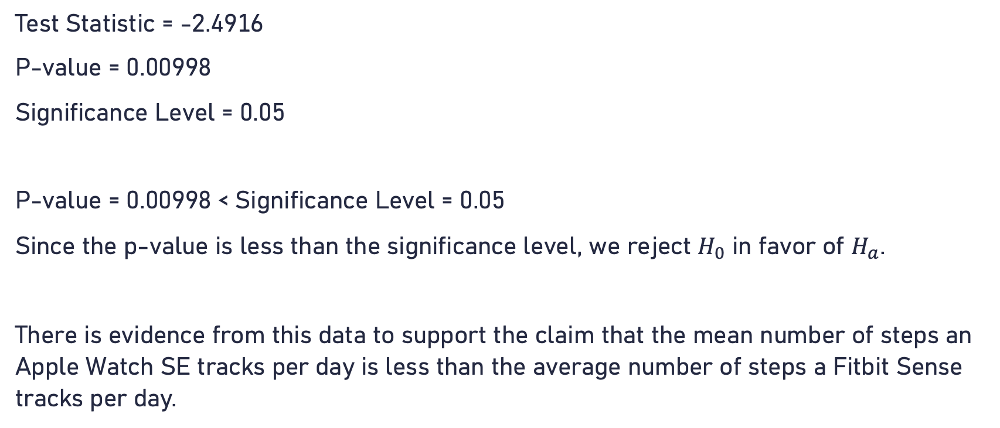 Test Statistic = -2.4916
P-value = 0.00998
Significance Level = 0.05
P-value = 0.00998 < Significance Level = 0.05
Since the p-value is less than the significance level, we reject H₀ in favor of Hₐ.
There is evidence from this data to support the claim that the mean number of steps an
Apple Watch SE tracks per day is less than the average number of steps a Fitbit Sense
tracks per day.